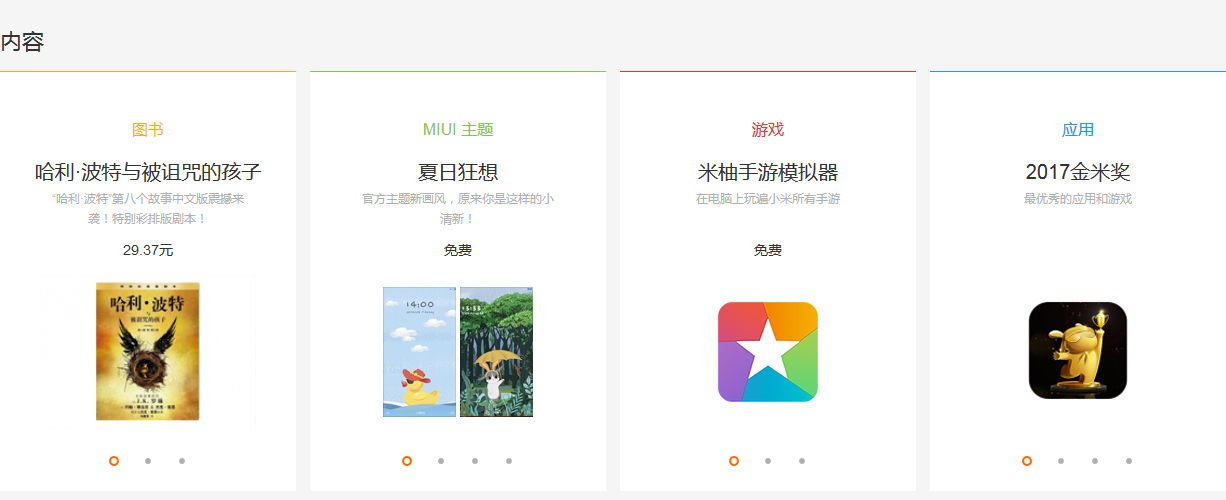 内容
图书
哈利·波特与被诅咒的孩子
“哈利·波特”第八个故事中文版震撼来
袭！特别彩排版剧本！
29.37元
哈利·波特
与
被诅咒的孩子
MIUI 主题
夏日狂想
官方主题新画风，原来你是这样的小
清新！
免费
14:00
游戏
米柚手游模拟器
在电脑上玩遍小米所有手游
免费
应用
2017金米奖
最优秀的应用和游戏